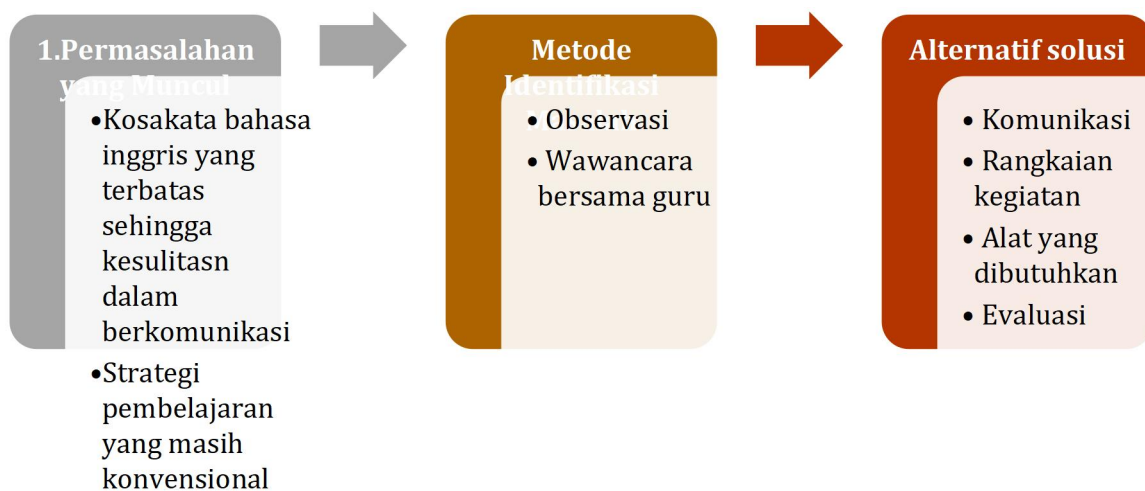 1.Permasalahan
yang Muncul
•Kosakata bahasa
inggris yang
terbatas
sehingga
kesulitasn
dalam
berkomunikasi
•Strategi
pembelajaran
yang masih
konvensional
Metode
Identifikasi
• Observasi
• Wawancara
bersama guru
Alternatif solusi
• Komunikasi
• Rangkaian
kegiatan
• Alat yang
dibutuhkan
• Evaluasi